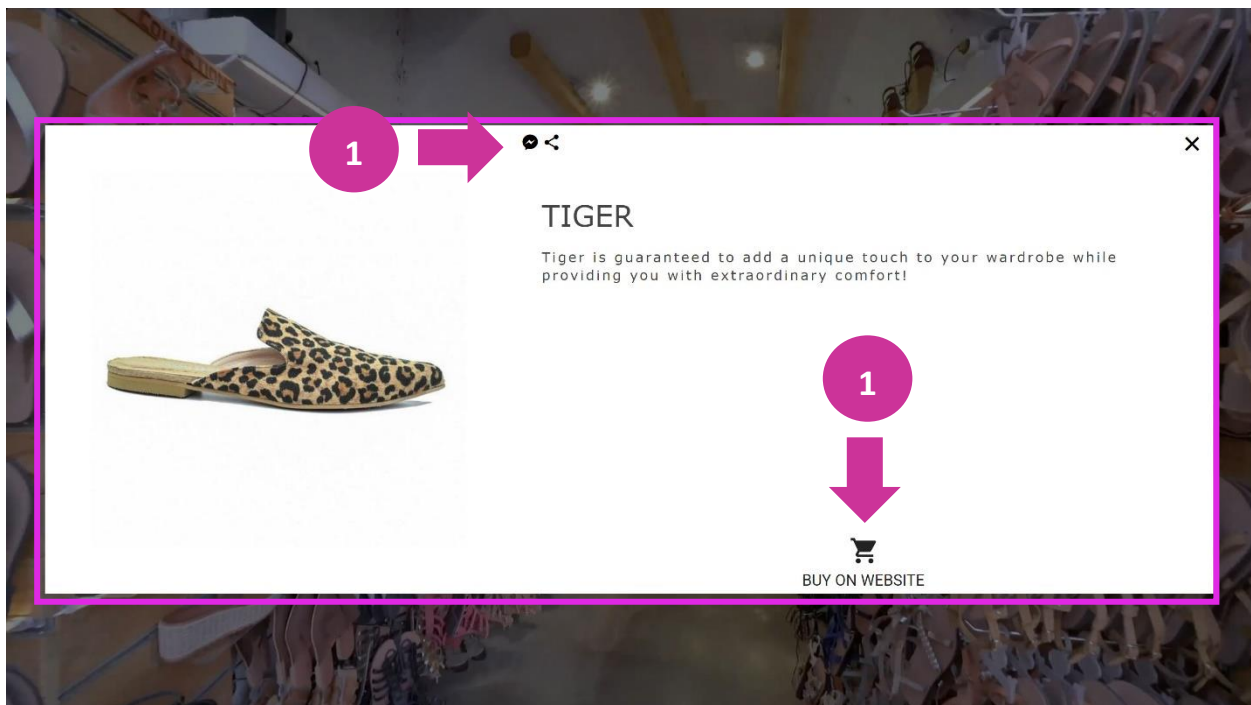 1
TIGER
Tiger is guaranteed to add a unique touch to your wardrobe while
providing you with extraordinary comfort!
1
BUY ON WEBSITE